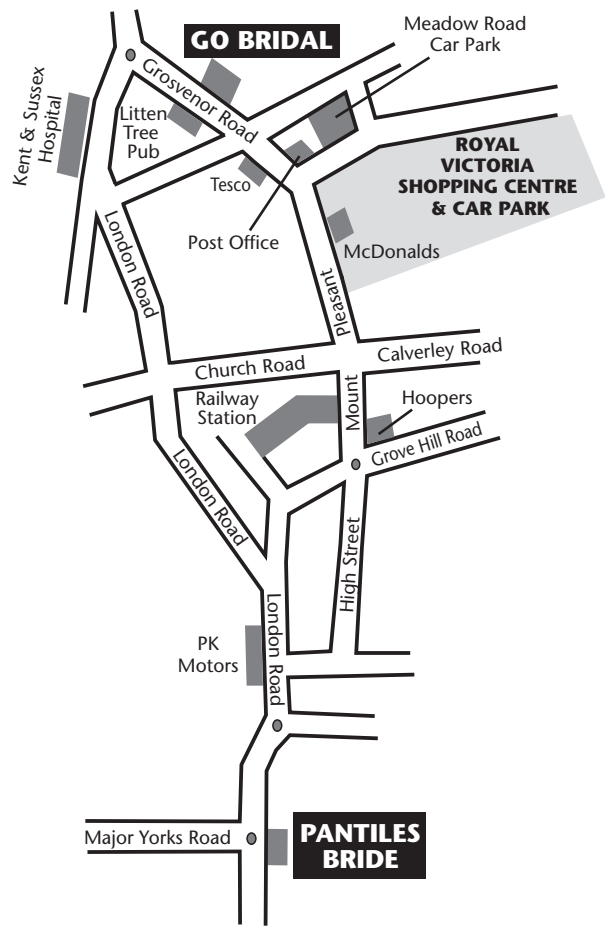 GO BRIDAL
Meadow Road
Car Park
Grosvenor Road
Kent & Sussex
Hospital
Litten
Tree
Pub
Tesco
Post Office
ROYAL
VICTORIA
SHOPPING CENTRE
& CAR PARK
McDonalds
London Road
Pleasant
Church Road
Calverley Road
Railway
Station
Mount
Hoopers
Grove Hill Road
London Road
High Street
London Road
PK
Motors
Major Yorks Road
PANTILES
BRIDE